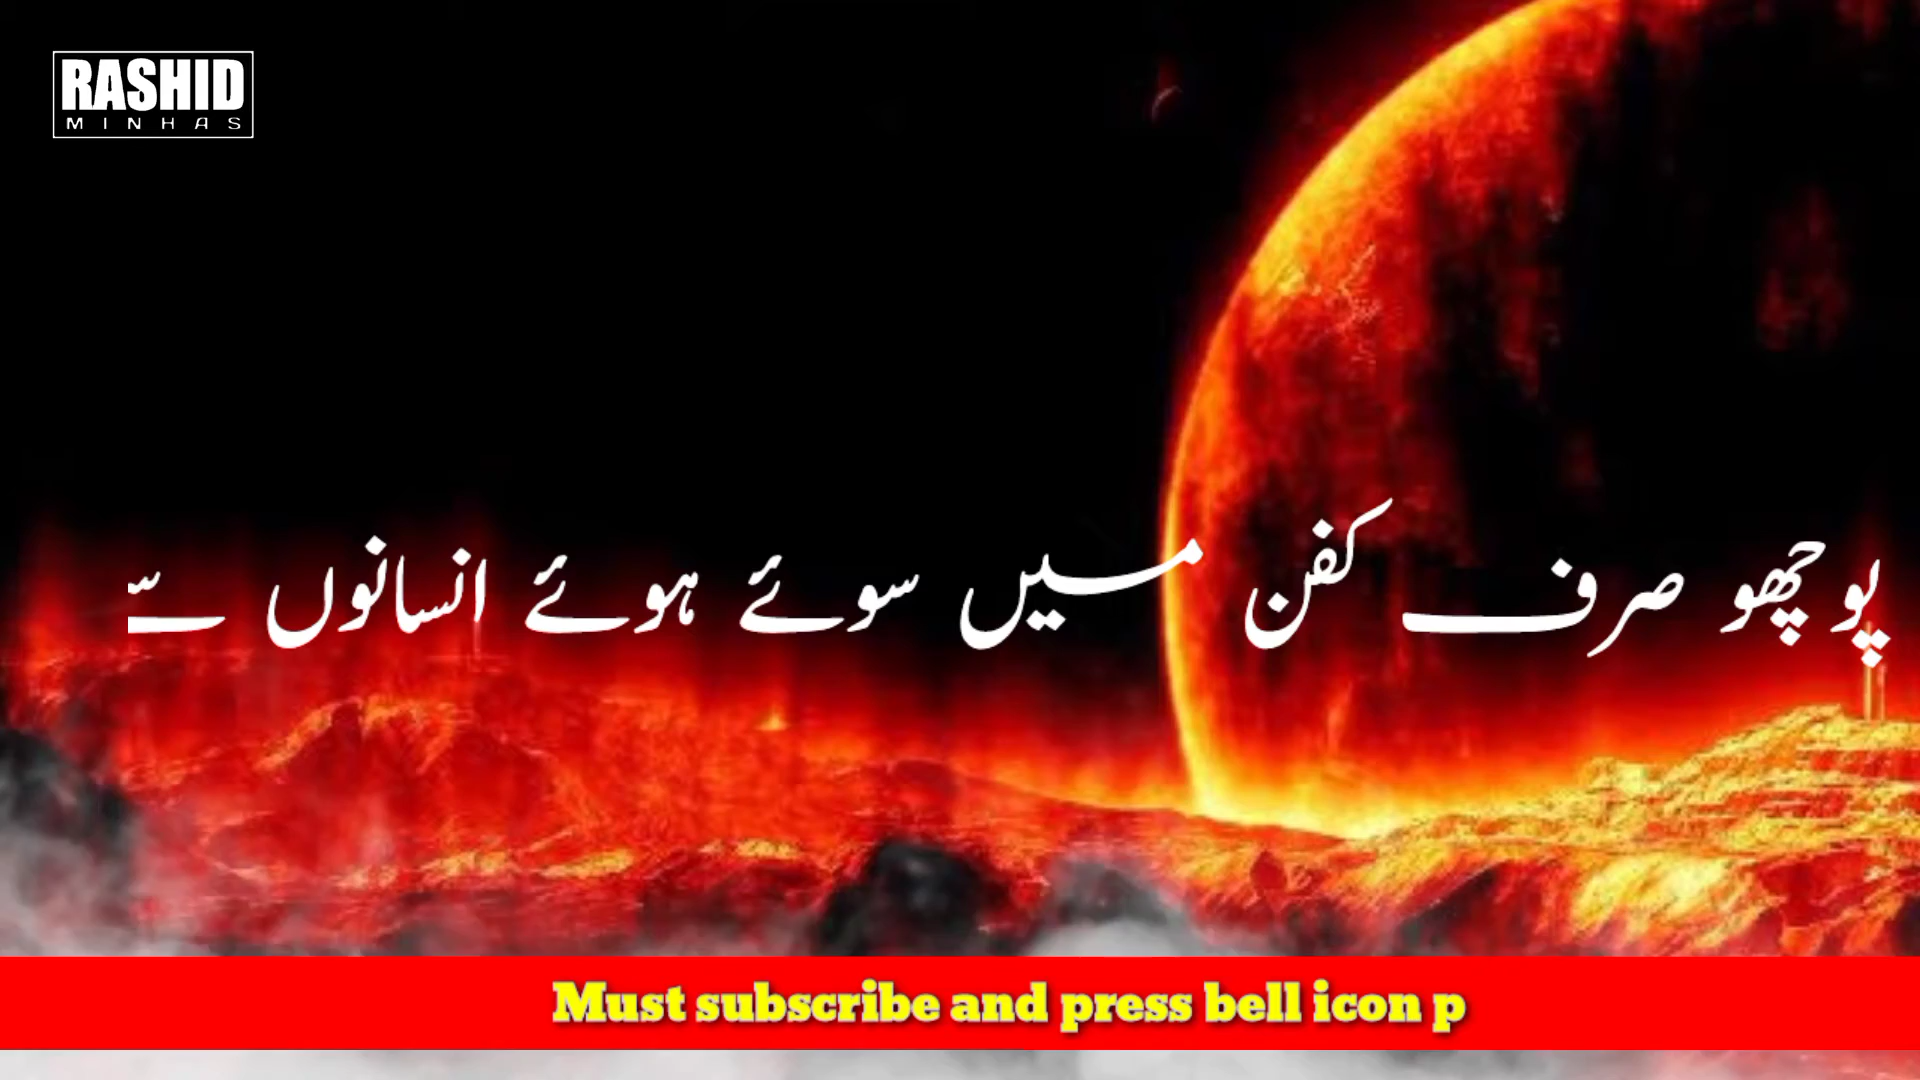 RASHID
MINHAS
پوچھو صرف کفن میں سوئے ہوئے انسانوں سے
Must subscribe and press bell icon p